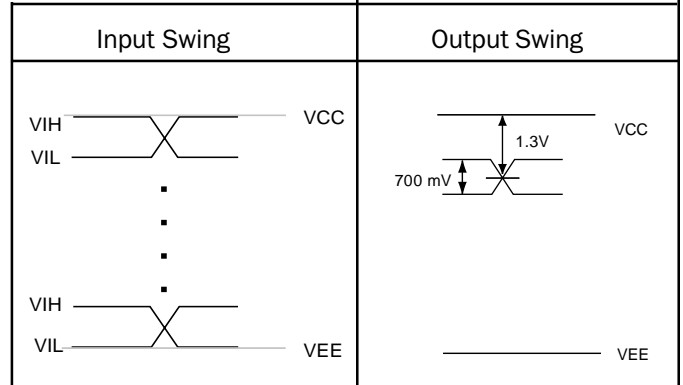 Input Swing
Output Swing
VIH
VCC
VIL
VIH
VIL
VEE
VCC
1.3V
700 mV
VEE